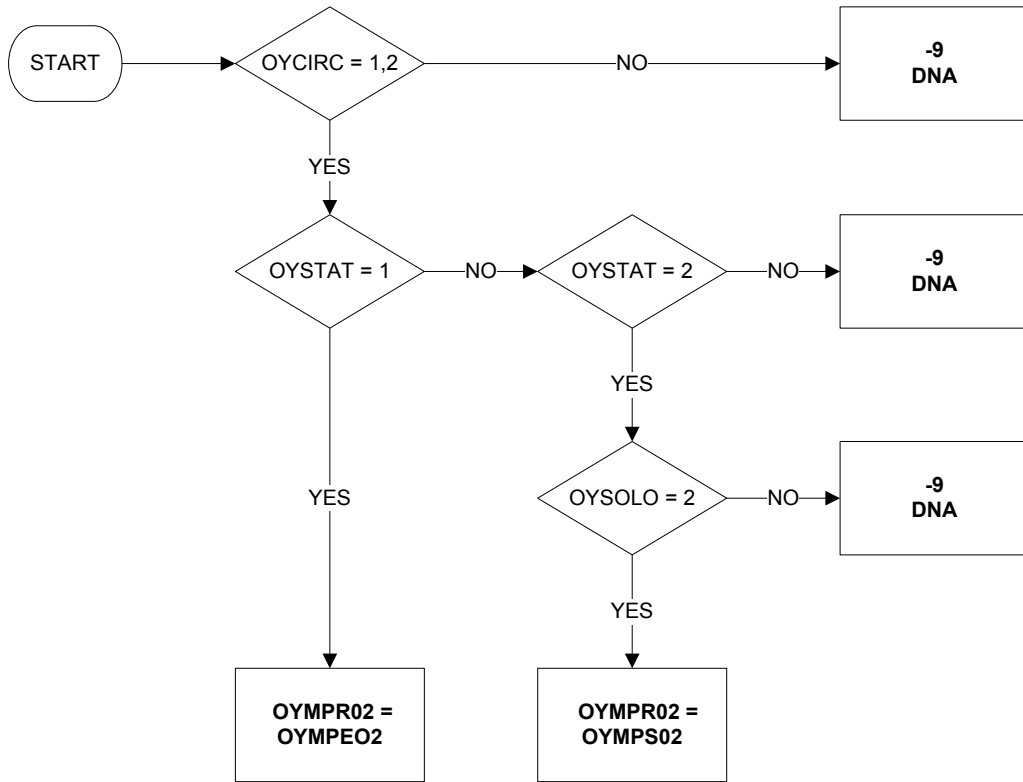 START
OYCIRC = 1,2
NO
-9
DNA
YES
OYSTAT = 1
NO
OYSTAT = 2
NO
-9
DNA
YES
YES
OYSOLO = 2
NO
-9
DNA
YES
OYMPR02 =
OYMPEO2
OYMPR02 =
OYMPS02